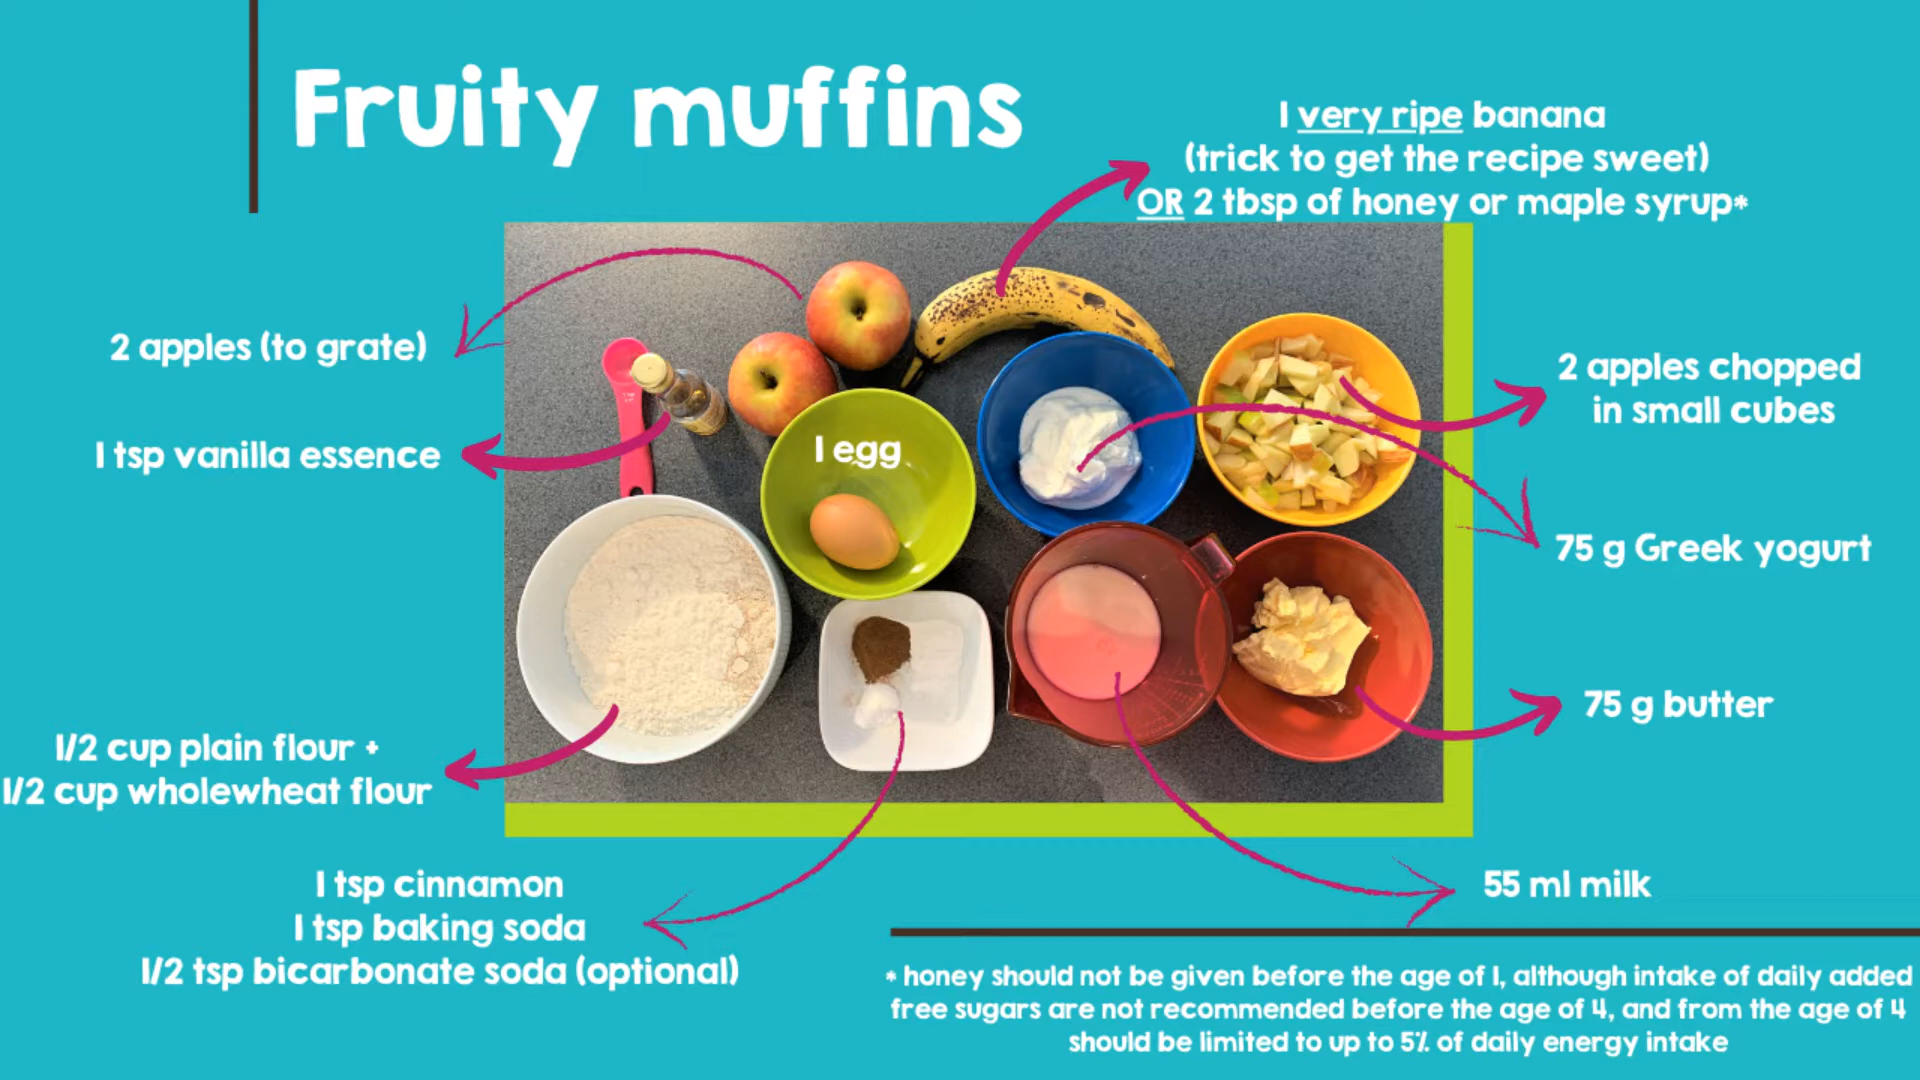 Fruity muffins
1 very ripe banana
(trick to get the recipe sweet)
OR 2 tbsp of honey or maple syrup*
2 apples (to grate)
2 apples chopped
in small cubes
1 tsp vanilla essence
1 egg
75 g Greek yogurt
75 g butter
1/2 cup plain flour +
1/2 cup wholewheat flour
1 tsp cinnamon
1 tsp baking soda
1/2 tsp bicarbonate soda (optional)
55 ml milk
* honey should not be given before the age of 1, although intake of daily added
free sugars are not recommended before the age of 4, and from the age of 4
should be limited to up to 5% of daily energy intake